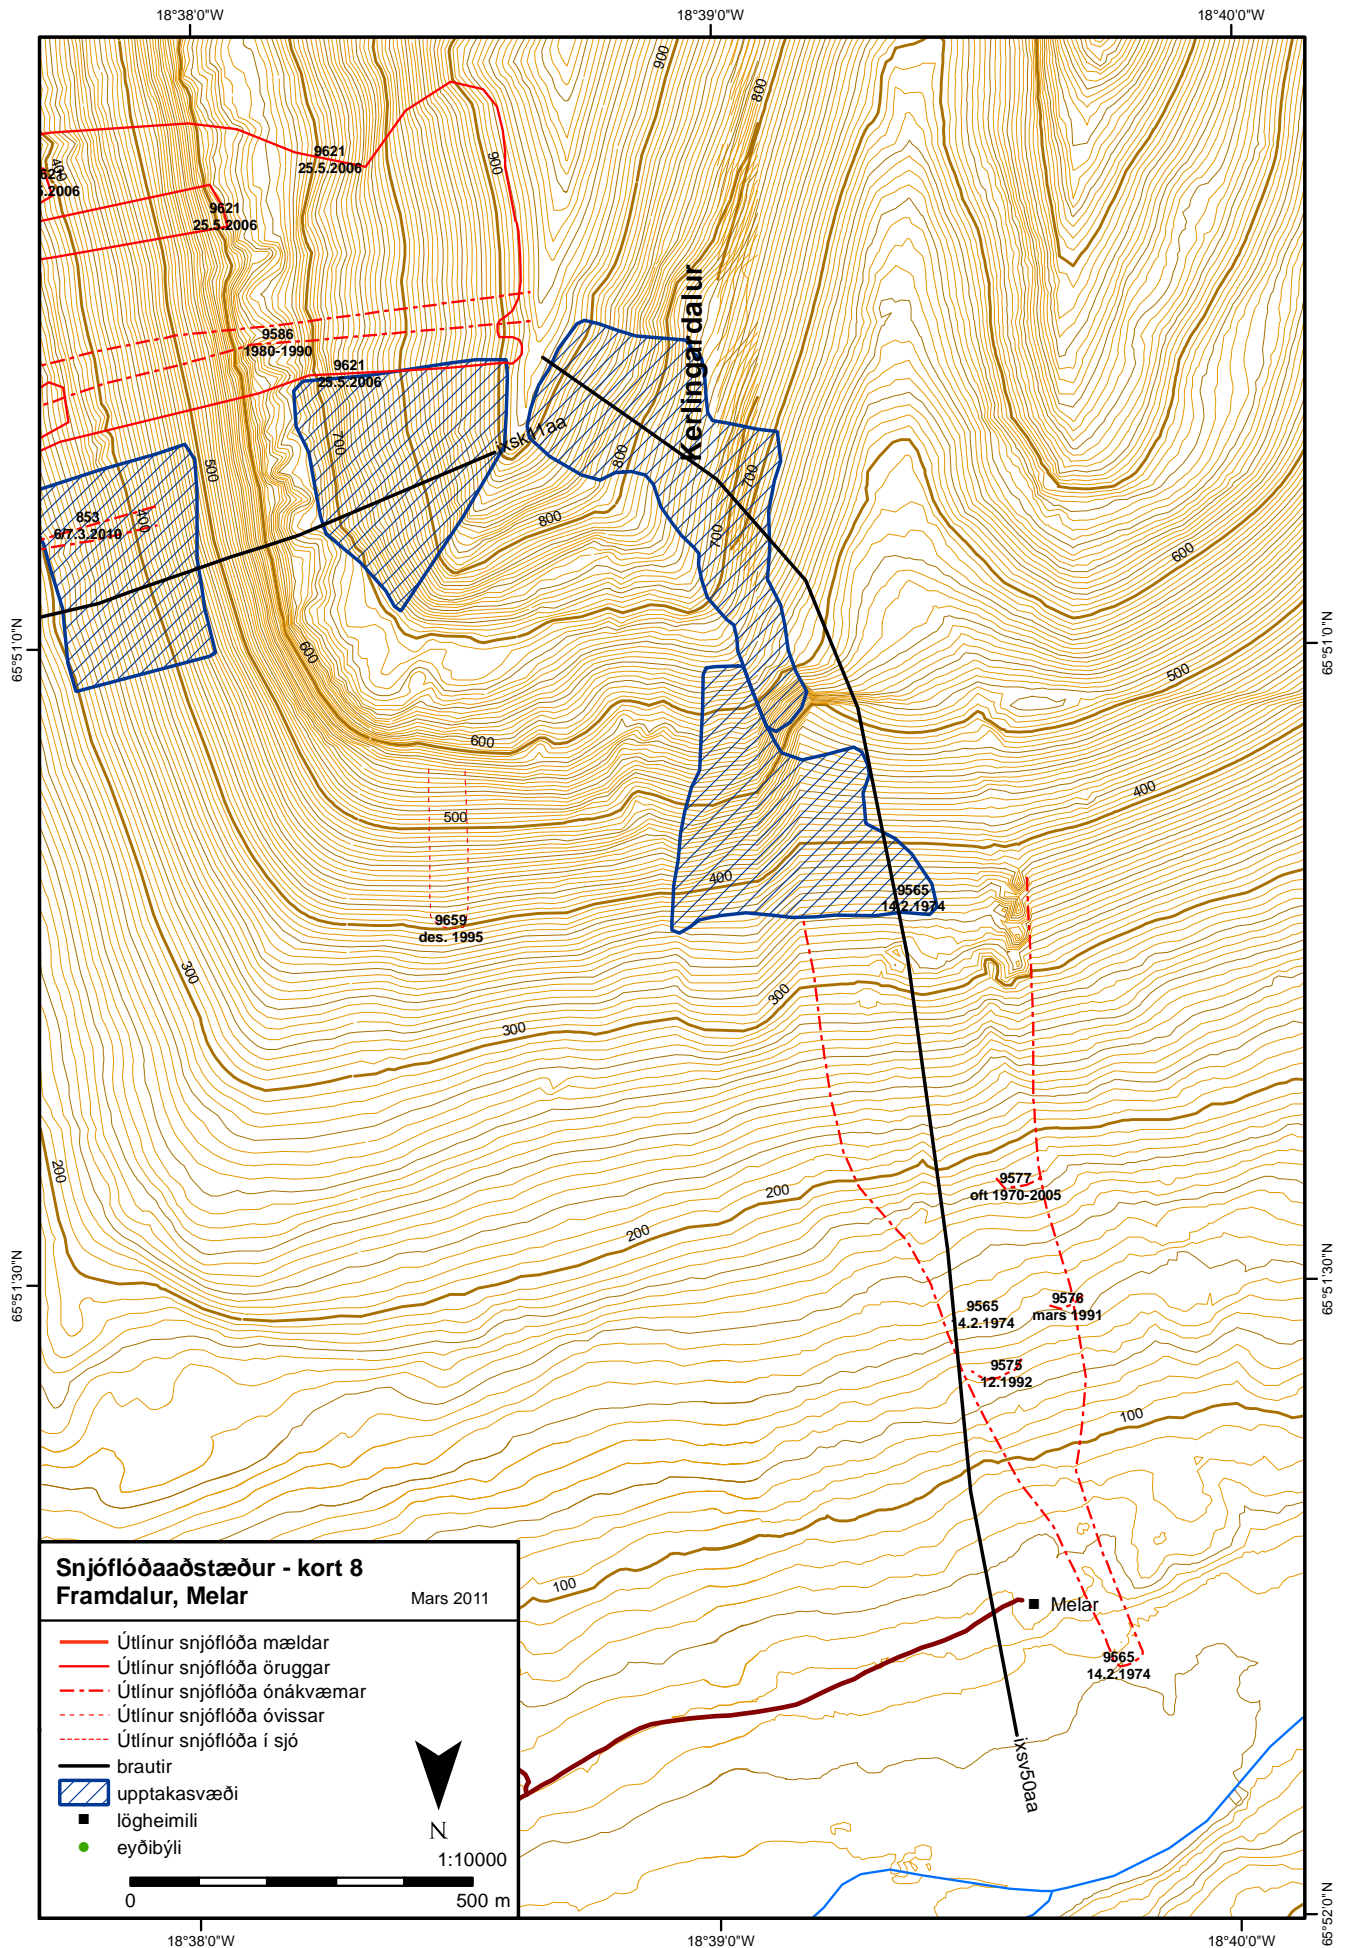 18°38'0"W
18°39'0"W
18°40'0"W
900
800
9621
25.5.2006
900
400
5.2006
9621
25.5.2006
Kerlingardalur
9586
1980-1990
9621
25.5.2006
ixsk11aa
700
800
700
500
853
6/7.3.2010
400
800
700
600
65°51'0"N
65°51'0"N
600
500
600
400
500
400
9565
14.2.1974
9659
des. 1995
300
300
300
200
9577
oft 1970-2005
200
200
65°51'30"N
65°51'30"N
9565
14.2.1974
9576
mars 1991
9575
12.1992
100
100
Melar
9565
14.2.1974
ixsv50aa
Snjóflóðaaðstæður - kort 8
Framdalur, Melar
Mars 2011
Útlínur snjóflóða mældar
Útlínur snjóflóða öruggar
Útlínur snjóflóða ónákvæmar
Útlínur snjóflóða óvissar
Útlínur snjóflóða í sjó
brautir
upptakasvæði
lögheimili
eyðibýli
N
1:10000
0
500 m
65°52'0"N
18°38'0"W
18°39'0"W
18°40'0"W